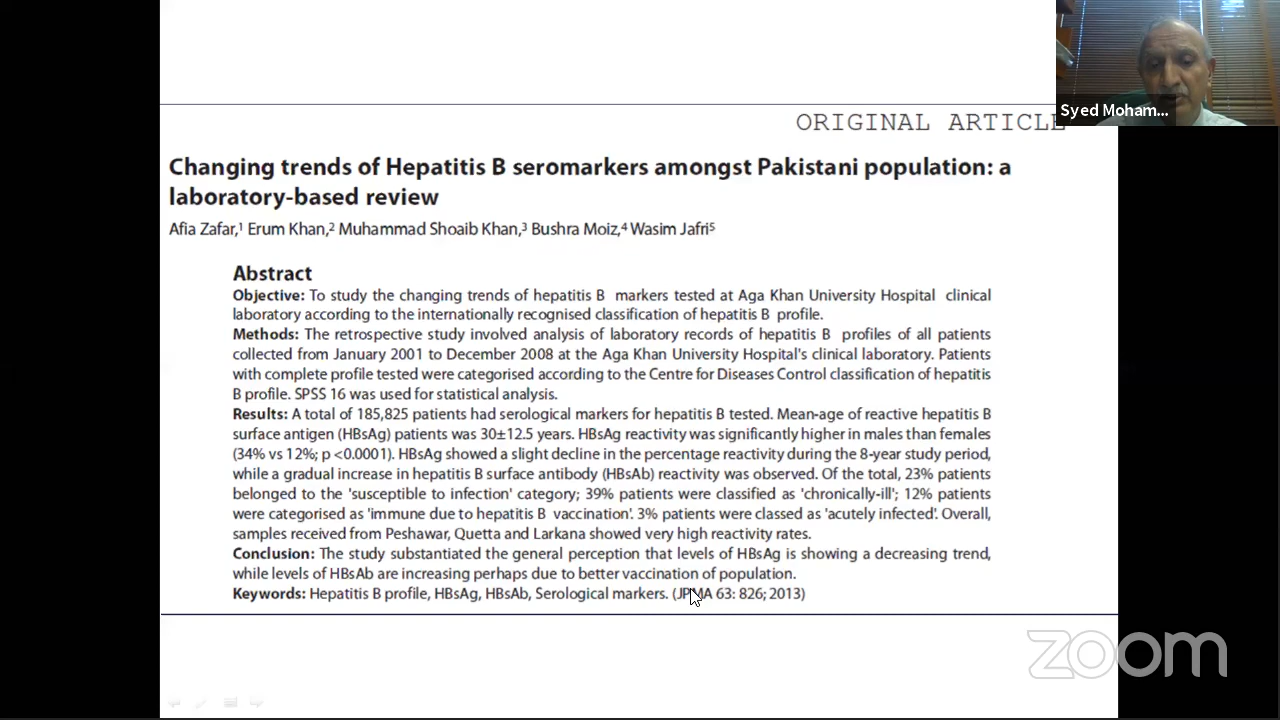 Syed Moham...
ORIGINAL ARTICLE
Changing trends of Hepatitis B seromarkers amongst Pakistani population: a
laboratory-based review
Afia Zafar,¹ Erum Khan,² Muhammad Shoaib Khan,³ Bushra Moiz,⁴ Wasim Jafri⁵
Abstract
Objective: To study the changing trends of hepatitis B markers tested at Aga Khan University Hospital clinical
laboratory according to the internationally recognised classification of hepatitis B profile.
Methods: The retrospective study involved analysis of laboratory records of hepatitis B profiles of all patients
collected from January 2001 to December 2008 at the Aga Khan University Hospital's clinical laboratory. Patients
with complete profile tested were categorised according to the Centre for Diseases Control classification of hepatitis
B profile. SPSS 16 was used for statistical analysis.
Results: A total of 185,825 patients had serological markers for hepatitis B tested. Mean-age of reactive hepatitis B
surface antigen (HBsAg) patients was 30±12.5 years. HBsAg reactivity was significantly higher in males than females
(34% vs 12%; p <0.0001). HBsAg showed a slight decline in the percentage reactivity during the 8-year study period,
while a gradual increase in hepatitis B surface antibody (HBsAb) reactivity was observed. Of the total, 23% patients
belonged to the 'susceptible to infection' category; 39% patients were classified as 'chronically-ill'; 12% patients
were categorised as 'immune due to hepatitis B vaccination'. 3% patients were classed as 'acutely infected'. Overall,
samples received from Peshawar, Quetta and Larkana showed very high reactivity rates.
Conclusion: The study substantiated the general perception that levels of HBsAg is showing a decreasing trend,
while levels of HBsAb are increasing perhaps due to better vaccination of population.
Keywords: Hepatitis B profile, HBsAg, HBsAb, Serological markers. (JPMA 63: 826; 2013)
zoom